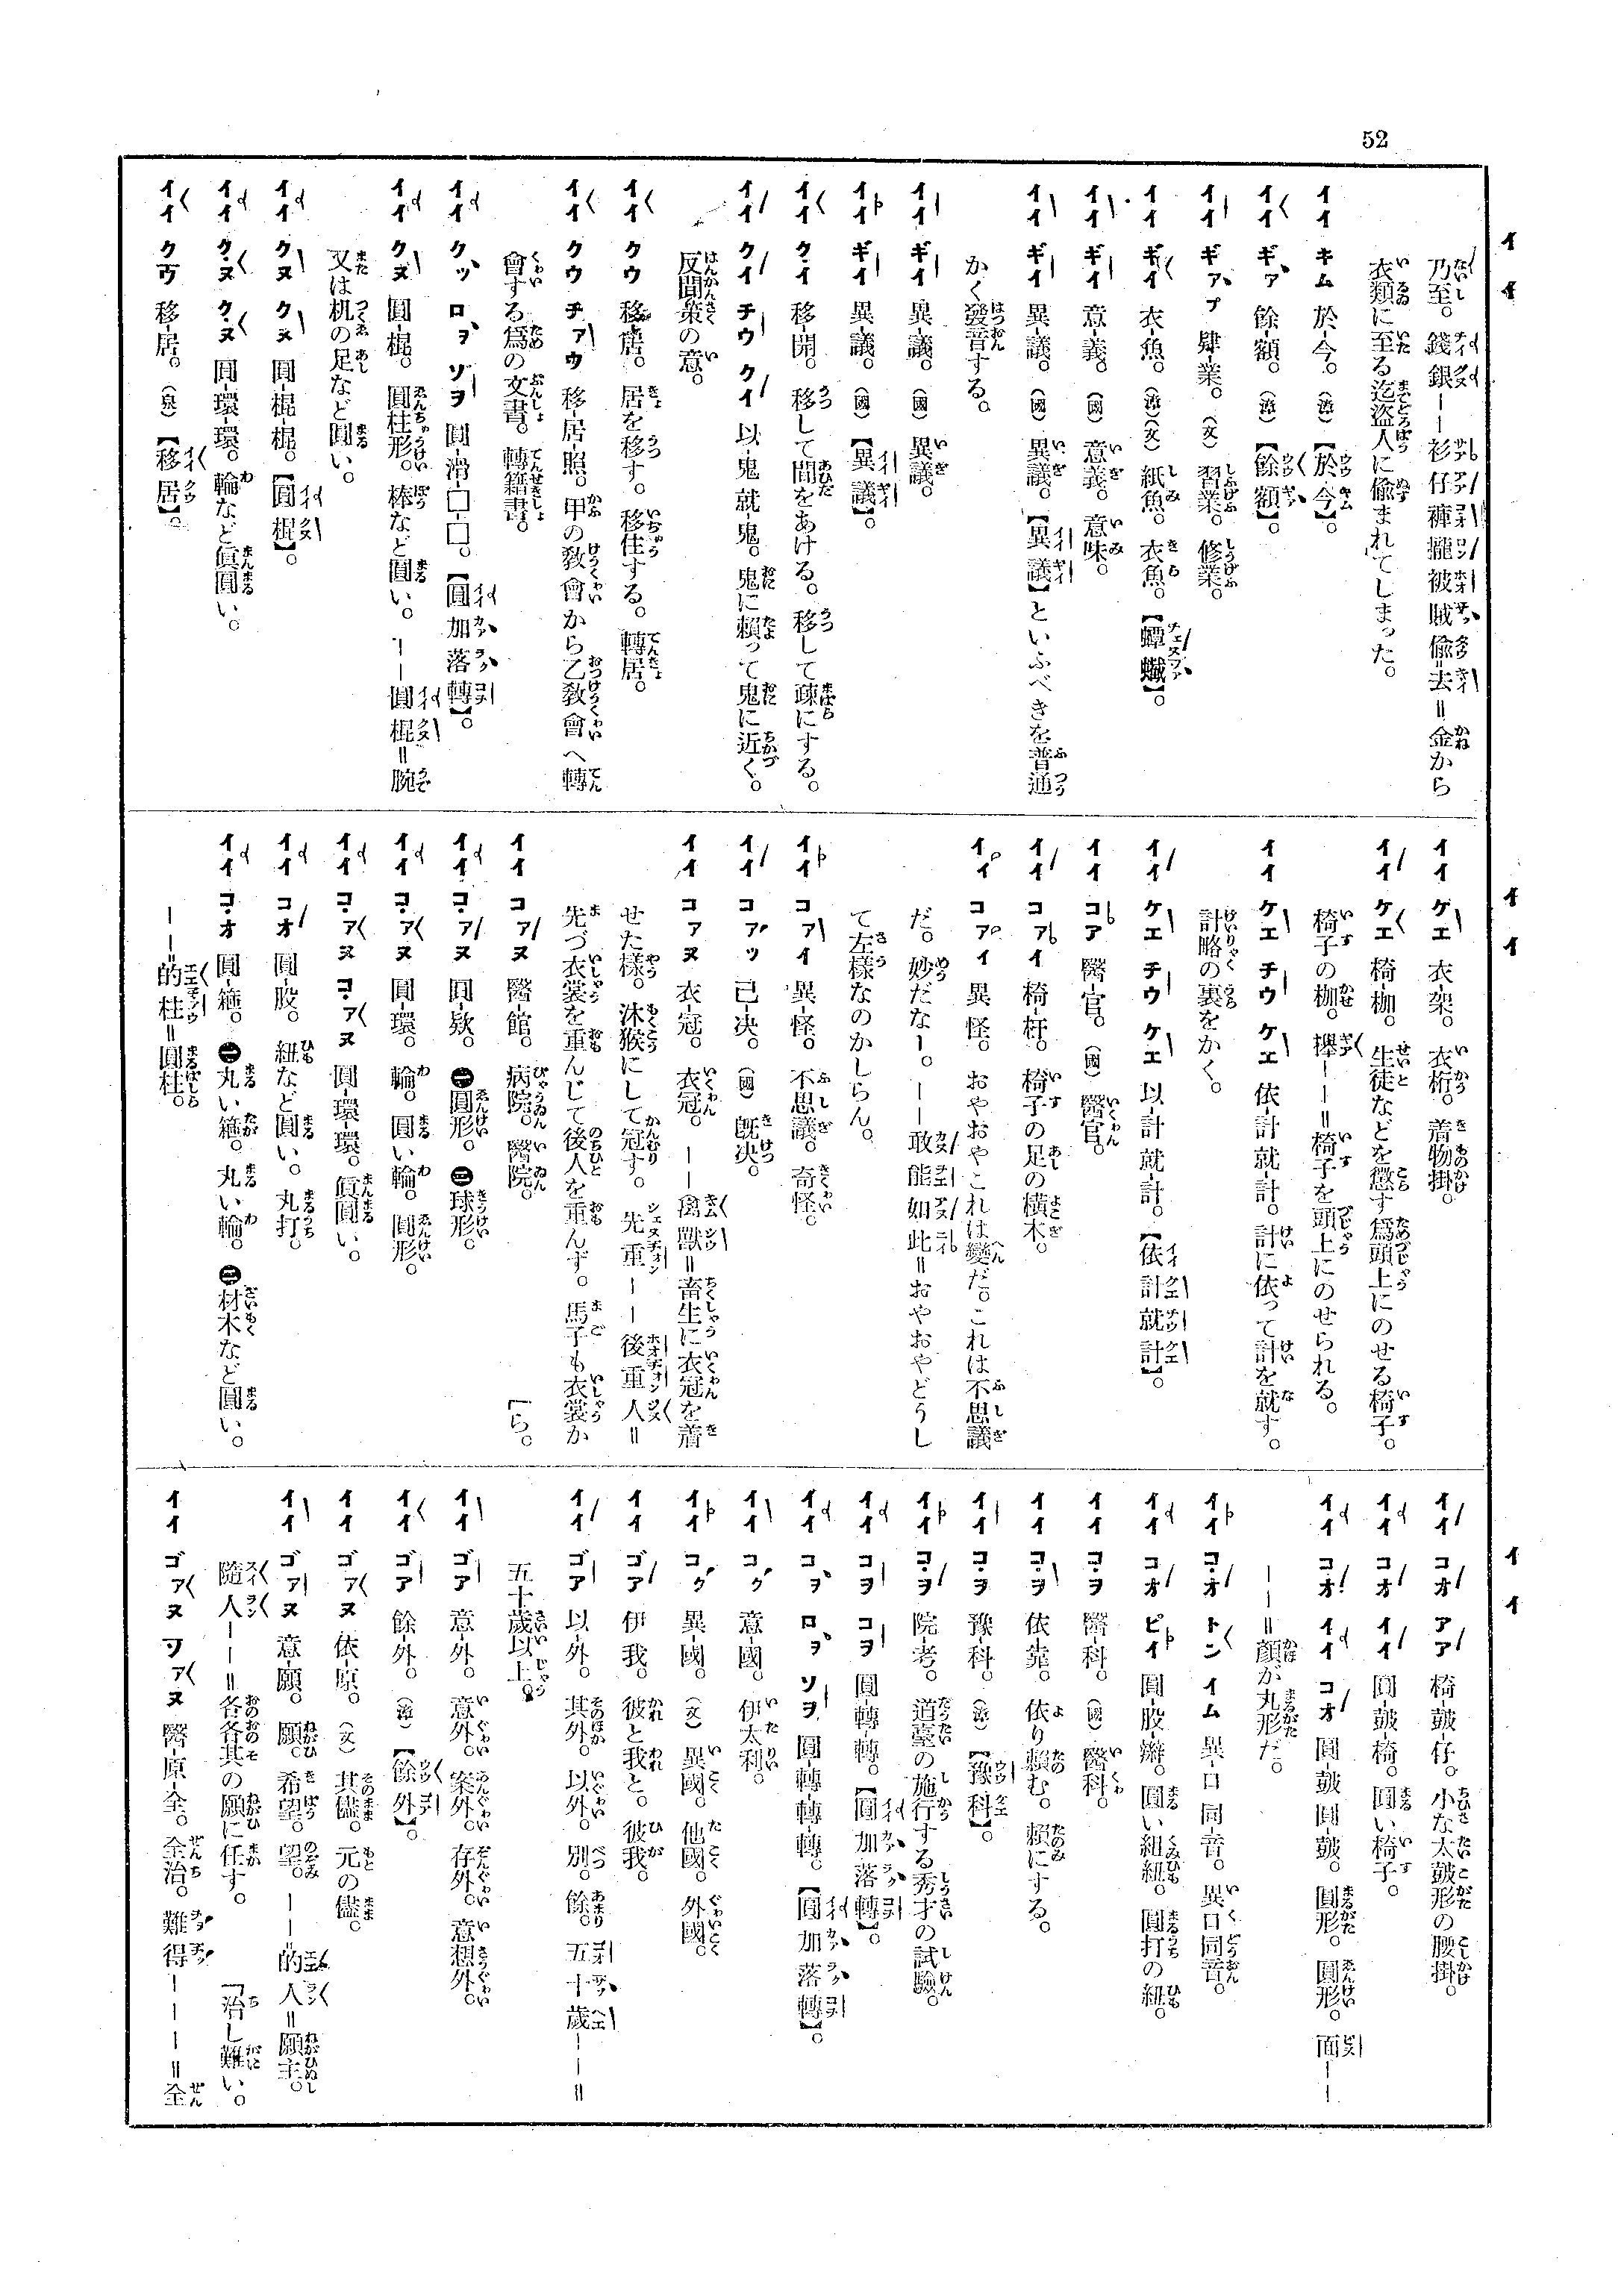 52
イイ
乃至。錢銀——衫仔褲攏被賊偸去＝金から
衣類に至る迄盜人に偸まれてしまった。
イイ キム 於-今。（漳）【於今】。
イイ ギァ 餘-額。（漳）【餘額】。
イイ ギァプ 肆-業。（文）習業。修業。
イイ ギイ 衣-魚。（漳）（文）紙魚。衣魚。【蟫蠘】。
イイ ギイ 意-義。（國）意義。意味。
イイ ギイ 異-議。（國）異議。【異議】といふべきを普通
かく發音する。
イイ ギイ 異-議。（國）異議。
イイ ギイ 異-議。（國）【異議】。
イイ クイ 移-開。移して間をあける。移して疎にする。
イイ クイ チウ クイ 以-鬼 就-鬼。鬼に賴って鬼に近く。
反間策の意。
イイ クウ 移-居。居を移す。移住する。轉居。
イイ クウ チァウ 移-居-照。甲の敎會から乙敎會へ轉
會する爲の文書。轉籍書。
イイ クッ ロヲ ソヲ 圓-滑-□-□。【圓加落轉】。
イイ クヌ 圓-棍。圓柱形。棒など圓い。——圓棍＝腕
又は机の足など圓い。
イイ クヌ クヌ 圓-棍-棍。【圓棍】。
イイ クヌ クヌ 圓-環-環。輪など眞圓い。
イイ クウ 移-居。（泉）【移居】。
イイ
イイ ゲエ 衣-架。衣桁。着物掛。
イイ ケエ 椅-枷。生徒などを懲す爲頭上にのせる椅子。
椅子の枷。攑——＝椅子を頭上にのせられる。
イイ ケエ チウ ケエ 依-計 就-計。計に依って計を就す。
計略の裏をかく。
イイ ケエ チウ ケエ 以-計 就-計。【依計就計】。
イイ コァ 醫-官。（國）醫官。
イイ コァイ 椅-枴。椅子の足の橫木。
イイ コァイ 異-怪。おやおやこれは變だ。これは不思議
だ。妙だなー。——敢能如此＝おやおやどうし
て左樣なのかしらん。
イイ コァイ 異-怪。不思議。奇怪。
イイ コァッ 已-決。（國）既決。
イイ コァヌ 衣-冠。衣冠。——禽獸＝畜生に衣冠を着
せた樣。沐猴にして冠す。先重——後重人＝
先づ衣裳を重んじて後人を重んず。馬子も衣裳か
「ら。
イイ コァヌ 醫-館。病院。醫院。
イイ コァヌ 圓-欵。㊀圓形。㊁球形。
イイ コァヌ 圓-環。輪。圓い輪。圓形。
イイ コァヌ コァヌ 圓-環-環。眞圓い。
イイ コオ 圓-股。紐など圓い。丸打。
イイ コオ 圓-箍。㊀丸い箍。丸い輪。㊁材木など圓い。
——的柱＝圓柱。
イイ
イイ コオ アア 椅-皷-仔。小な太皷形の腰掛。
イイ コオ イイ 圓-皷-椅。圓い椅子。
イイ コオ イイ コオ 圓-皷 圓-皷。圓形。圓形。面——
——＝顏が丸形だ。
イイ コオ トン イム 異-口 同-音。異口同音。
イイ コオ ピイ 圓-股-辮。圓い組紐。圓打の紐。
イイ コヲ 醫-科。（國）醫科。
イイ コヲ 依-靠。依り賴む。賴にする。
イイ コヲ 豫-科。（漳）【豫科】。
イイ コヲ 院-考。道臺の施行する秀才の試驗。
イイ コヲ コヲ 圓-轉-轉。【圓加落轉】。
イイ コヲ ロヲ ソヲ 圓-轉-轉-轉。【圓加落轉】。
イイ コク 意-國。伊太利。
イイ コク 異-國。（文）異國。他國。外國。
イイ ゴア 伊 我。彼と我と。彼我。
イイ ゴア 以-外。其外。以外。別。餘。五十歲——＝
五十歲以上。
イイ ゴア 意-外。意外。案外。存外。意想外。
イイ ゴア 餘-外。（漳）【餘外】。
イイ ゴァヌ 依-原。（文）其儘。元の儘。
イイ ゴァヌ 意-願。願。希望。望。——的人＝願主。
隨人——＝各各其の願に任す。
「治し難い。
イイ ゴァヌ ツァヌ 醫-原-全。全治。難得———＝全